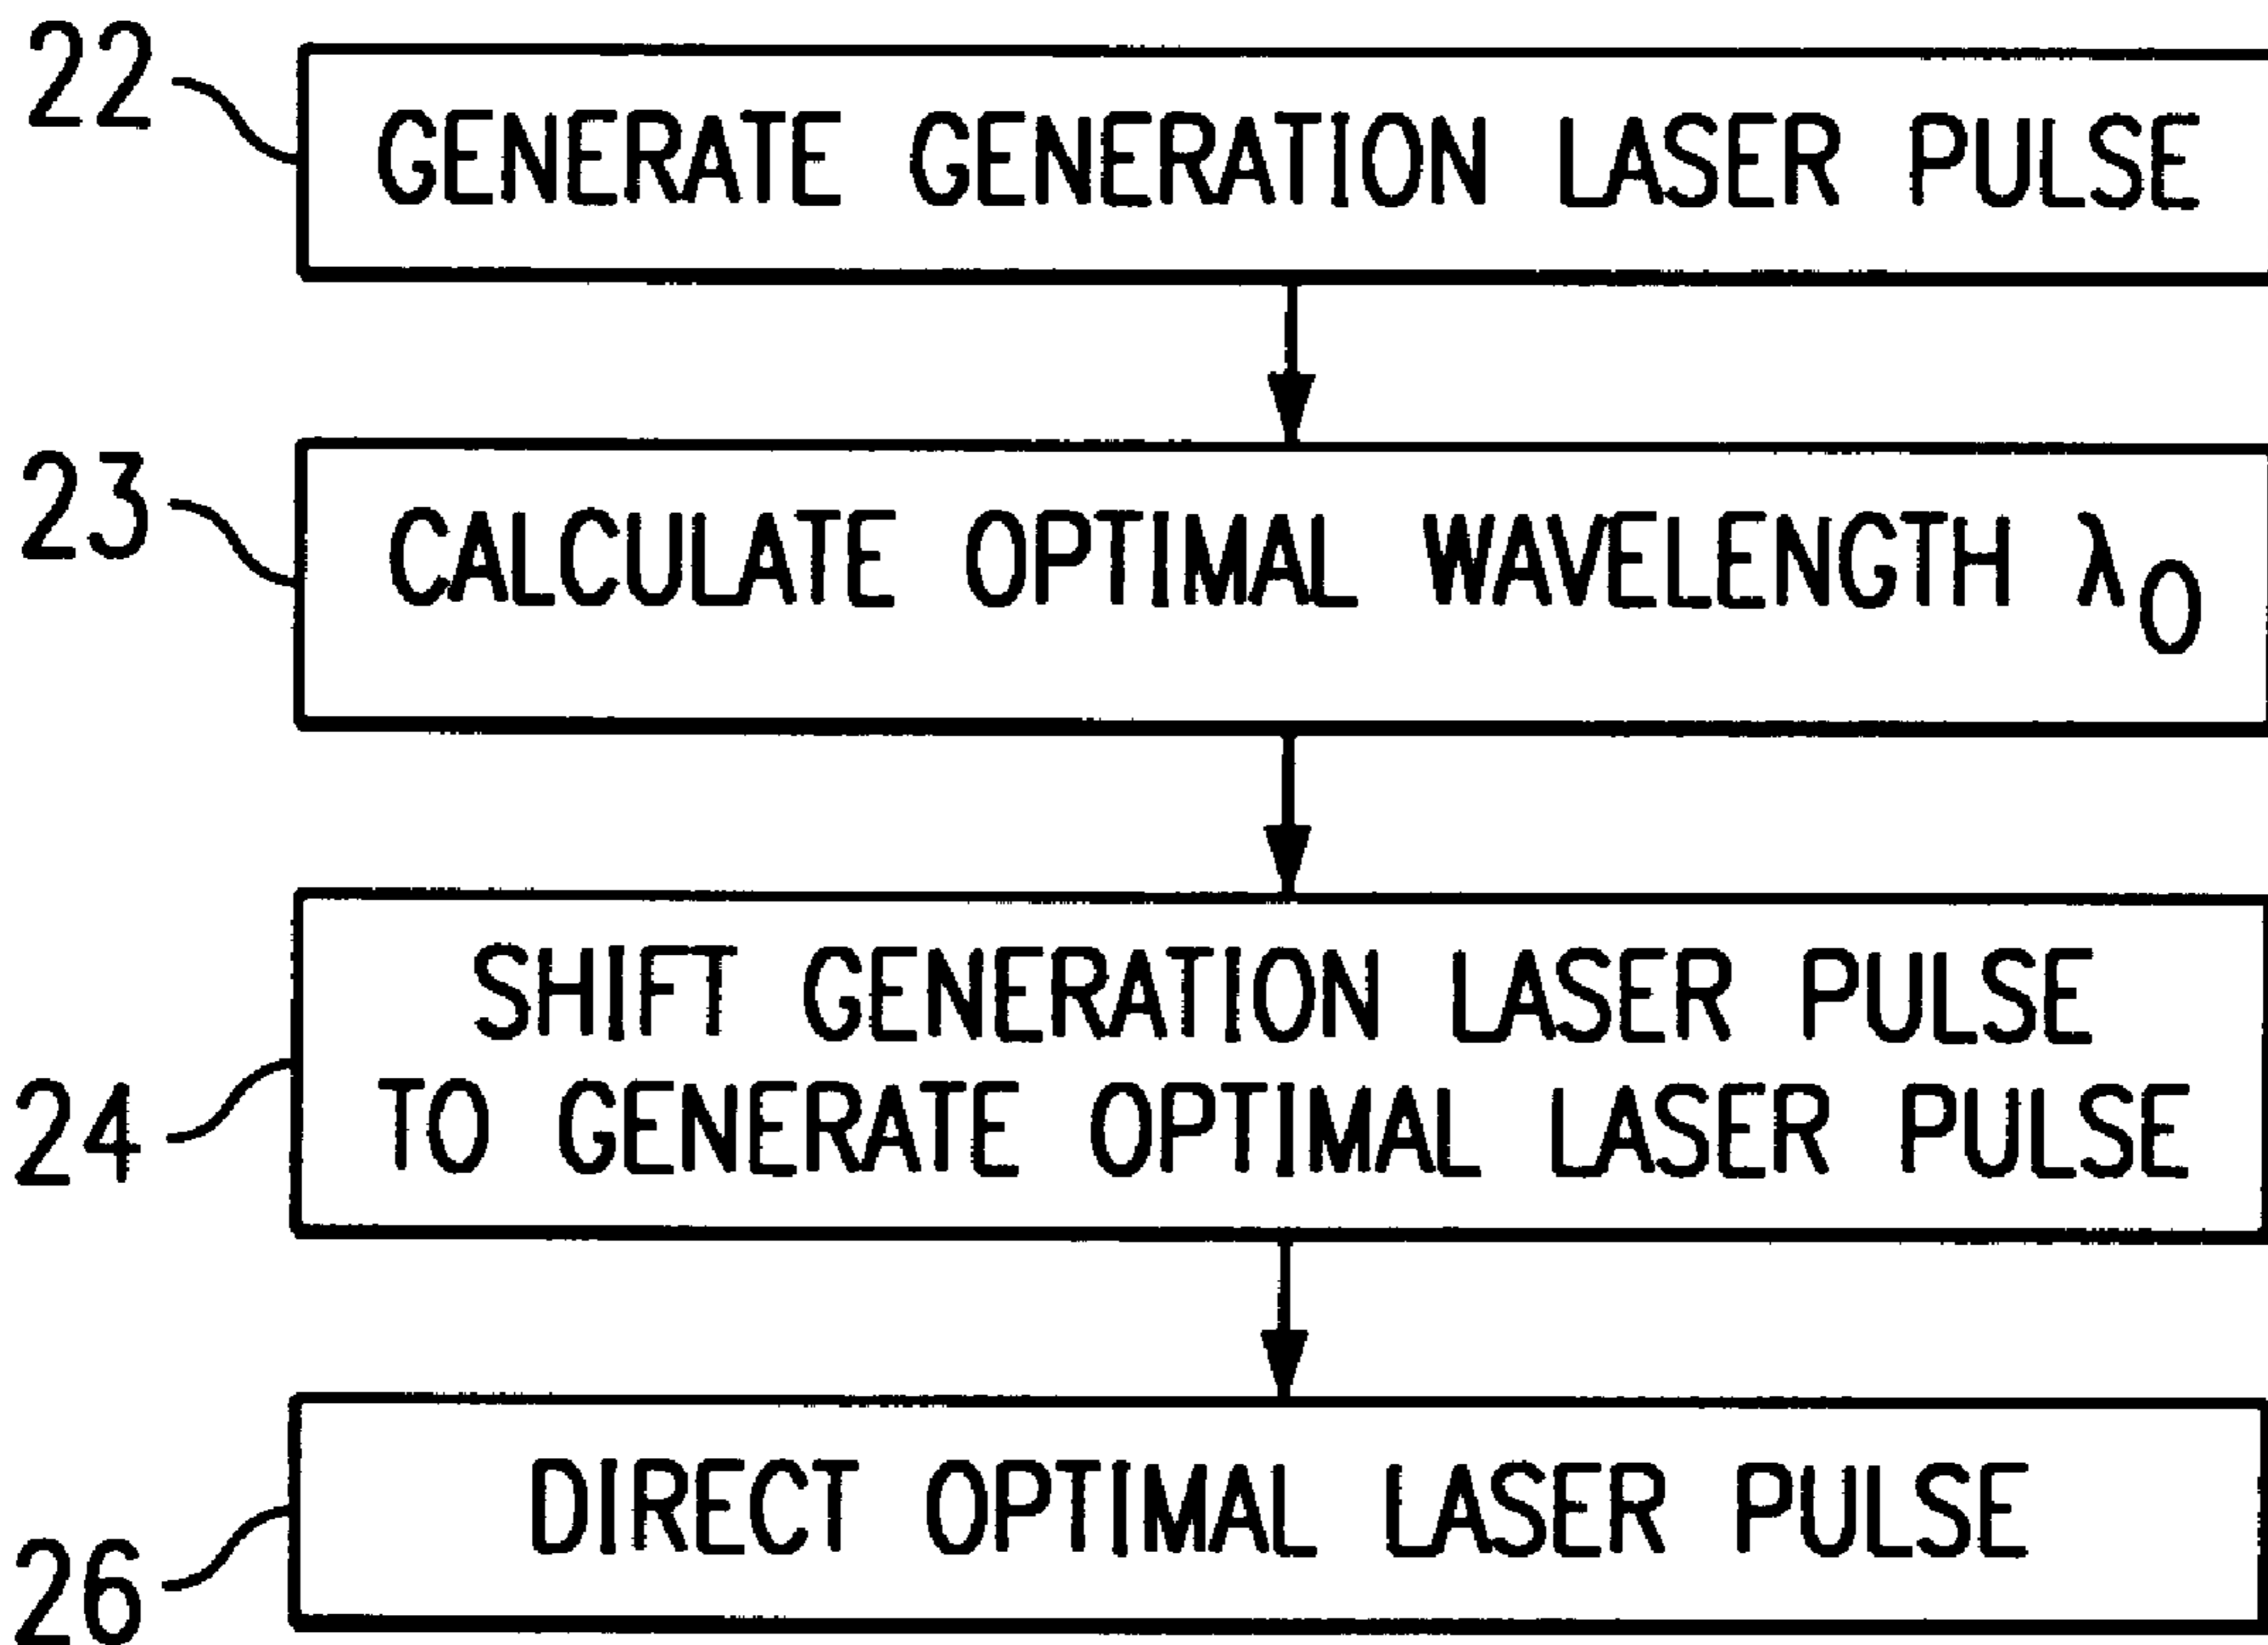 22
GENERATE GENERATION LASER PULSE
23
CALCULATE OPTIMAL WAVELENGTH λ₀
SHIFT GENERATION LASER PULSE
24
TO GENERATE OPTIMAL LASER PULSE
DIRECT OPTIMAL LASER PULSE
26